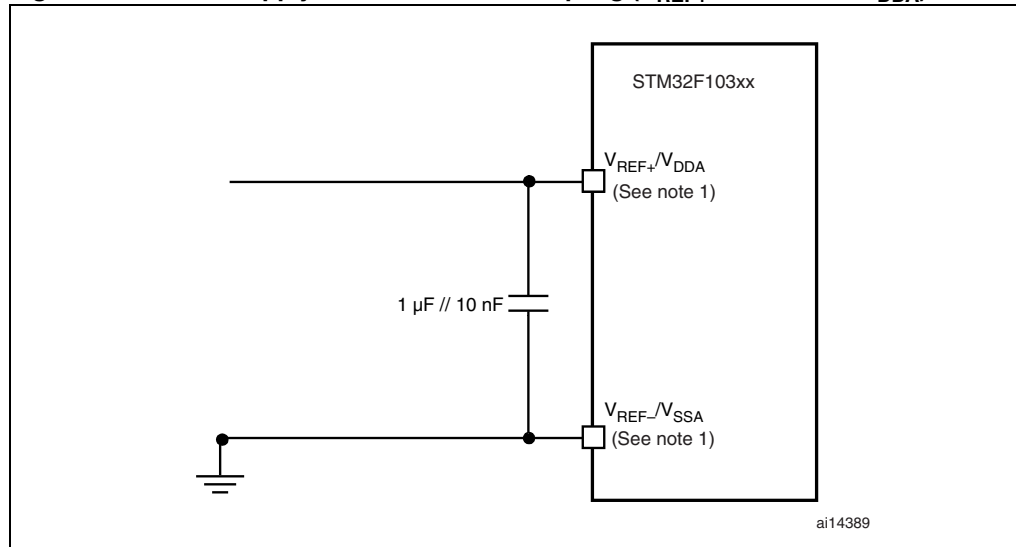 STM32F103xx
VREF+/VDDA
(See note 1)
1 µF // 10 nF
VREF–/VSSA
(See note 1)
ai14389